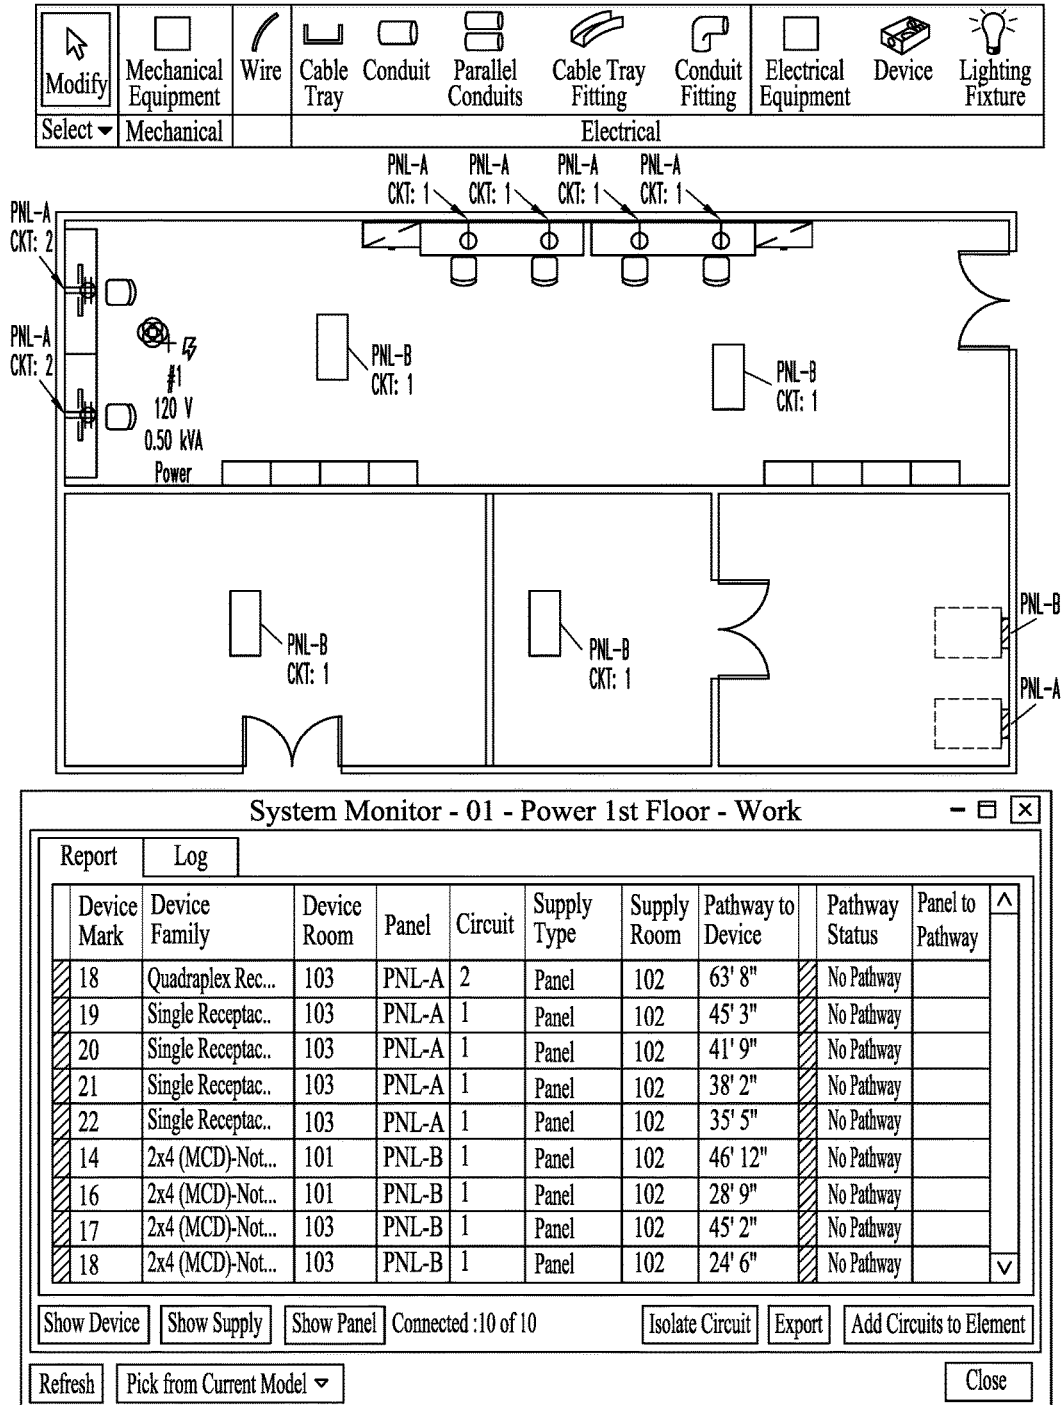 Modify
Mechanical
Equipment
Wire
Cable
Tray
Conduit
Parallel
Conduits
Cable Tray
Fitting
Conduit
Fitting
Electrical
Equipment
Device
Lighting
Fixture
Select
Mechanical
Electrical
PNL-A
CKT: 1
PNL-A
CKT: 1
PNL-A
CKT: 1
PNL-A
CKT: 1
PNL-A
CKT: 2
PNL-A
CKT: 2
#1
120 V
0.50 kVA
Power
PNL-B
CKT: 1
PNL-B
CKT: 1
PNL-B
CKT: 1
PNL-B
CKT: 1
PNL-B
PNL-A
System Monitor - 01 - Power 1st Floor - Work
Report Log
Device Mark Device Family Device Room Panel Circuit Supply Type Supply Room Pathway to Device Pathway Status Panel to Pathway
18 Quadraplex Rec... 103 PNL-A 2 Panel 102 63' 8" No Pathway
19 Single Receptac.. 103 PNL-A 1 Panel 102 45' 3" No Pathway
20 Single Receptac.. 103 PNL-A 1 Panel 102 41' 9" No Pathway
21 Single Receptac.. 103 PNL-A 1 Panel 102 38' 2" No Pathway
22 Single Receptac.. 103 PNL-A 1 Panel 102 35' 5" No Pathway
14 2x4 (MCD)-Not... 101 PNL-B 1 Panel 102 46' 12" No Pathway
16 2x4 (MCD)-Not... 101 PNL-B 1 Panel 102 28' 9" No Pathway
17 2x4 (MCD)-Not... 103 PNL-B 1 Panel 102 45' 2" No Pathway
18 2x4 (MCD)-Not... 103 PNL-B 1 Panel 102 24' 6" No Pathway
Show Device Show Supply Show Panel Connected :10 of 10 Isolate Circuit Export Add Circuits to Element
Refresh Pick from Current Model Close